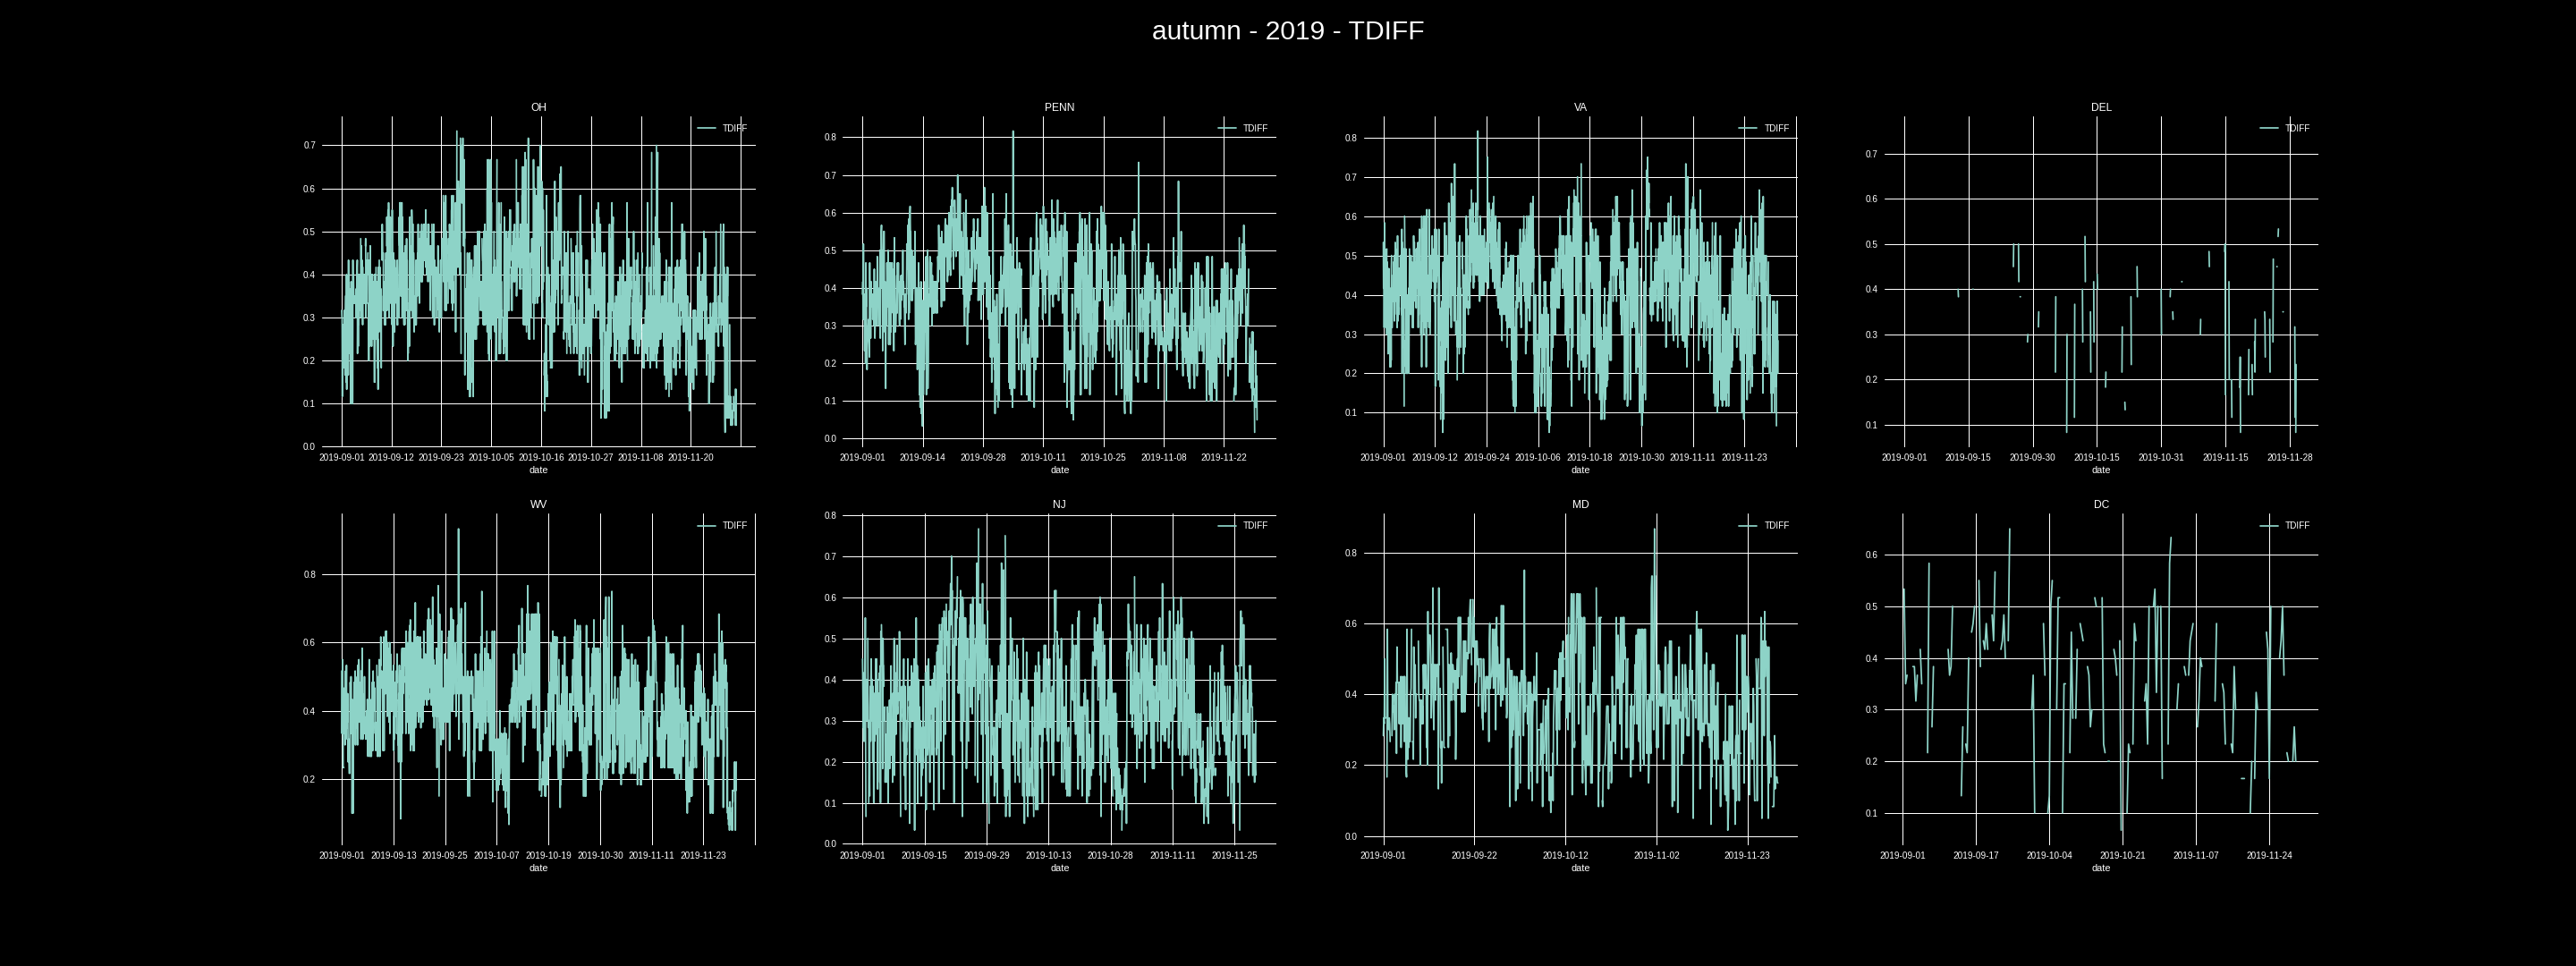 autumn - 2019 - TDIFF
OH
TDIFF
0.7
0.6
0.5
0.4
0.3
0.2
0.1
0.0
2019-09-01 2019-09-12 2019-09-23 2019-10-05 2019-10-16 2019-10-27 2019-11-08 2019-11-20
date
PENN
TDIFF
0.8
0.7
0.6
0.5
0.4
0.3
0.2
0.1
0.0
2019-09-01 2019-09-14 2019-09-28 2019-10-11 2019-10-25 2019-11-08 2019-11-22
date
VA
TDIFF
0.8
0.7
0.6
0.5
0.4
0.3
0.2
0.1
2019-09-01 2019-09-12 2019-09-24 2019-10-06 2019-10-18 2019-10-30 2019-11-11 2019-11-23
date
DEL
TDIFF
0.7
0.6
0.5
0.4
0.3
0.2
0.1
2019-09-01 2019-09-15 2019-09-30 2019-10-15 2019-10-31 2019-11-15 2019-11-28
date
WV
TDIFF
0.8
0.6
0.4
0.2
2019-09-01 2019-09-13 2019-09-25 2019-10-07 2019-10-19 2019-10-30 2019-11-11 2019-11-23
date
NJ
TDIFF
0.8
0.7
0.6
0.5
0.4
0.3
0.2
0.1
0.0
2019-09-01 2019-09-15 2019-09-29 2019-10-13 2019-10-28 2019-11-11 2019-11-25
date
MD
TDIFF
0.8
0.6
0.4
0.2
0.0
2019-09-01 2019-09-22 2019-10-12 2019-11-02 2019-11-23
date
DC
TDIFF
0.6
0.5
0.4
0.3
0.2
0.1
2019-09-01 2019-09-17 2019-10-04 2019-10-21 2019-11-07 2019-11-24
date